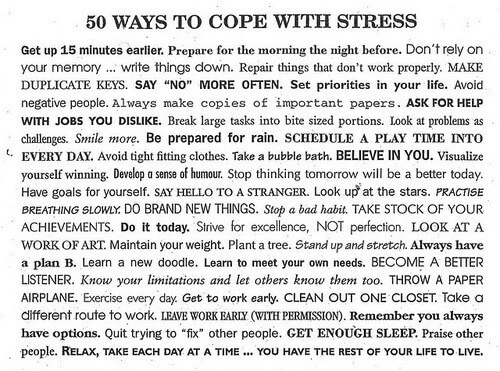 50 WAYS TO COPE WITH STRESS
Get up 15 minutes earlier. Prepare for the morning the night before. Don't rely on
your memory ... write things down. Repair things that don't work properly. MAKE
DUPLICATE KEYS. SAY "NO" MORE OFTEN. Set priorities in your life. Avoid
negative people. Always make copies of important papers. ASK FOR HELP
WITH JOBS YOU DISLIKE. Break large tasks into bite sized portions. Look at problems as
challenges. Smile more. Be prepared for rain. SCHEDULE A PLAY TIME INTO
EVERY DAY. Avoid tight fitting clothes. Take a bubble bath. BELIEVE IN YOU. Visualize
yourself winning. Develop a sense of humour. Stop thinking tomorrow will be a better today.
Have goals for yourself. SAY HELLO TO A STRANGER. Look up at the stars. PRACTISE
BREATHING SLOWLY. DO BRAND NEW THINGS. Stop a bad habit. TAKE STOCK OF YOUR
ACHIEVEMENTS. Do it today. Strive for excellence, NOT perfection. LOOK AT A
WORK OF ART. Maintain your weight. Plant a tree. Stand up and stretch. Always have
a plan B. Learn a new doodle. Learn to meet your own needs. BECOME A BETTER
LISTENER. Know your limitations and let others know them too. THROW A PAPER
AIRPLANE. Exercise every day. Get to work early. CLEAN OUT ONE CLOSET. Take a
different route to work. LEAVE WORK EARLY (WITH PERMISSION). Remember you always
have options. Quit trying to "fix" other people. GET ENOUGH SLEEP. Praise other
people. RELAX, TAKE EACH DAY AT A TIME ... YOU HAVE THE REST OF YOUR LIFE TO LIVE.